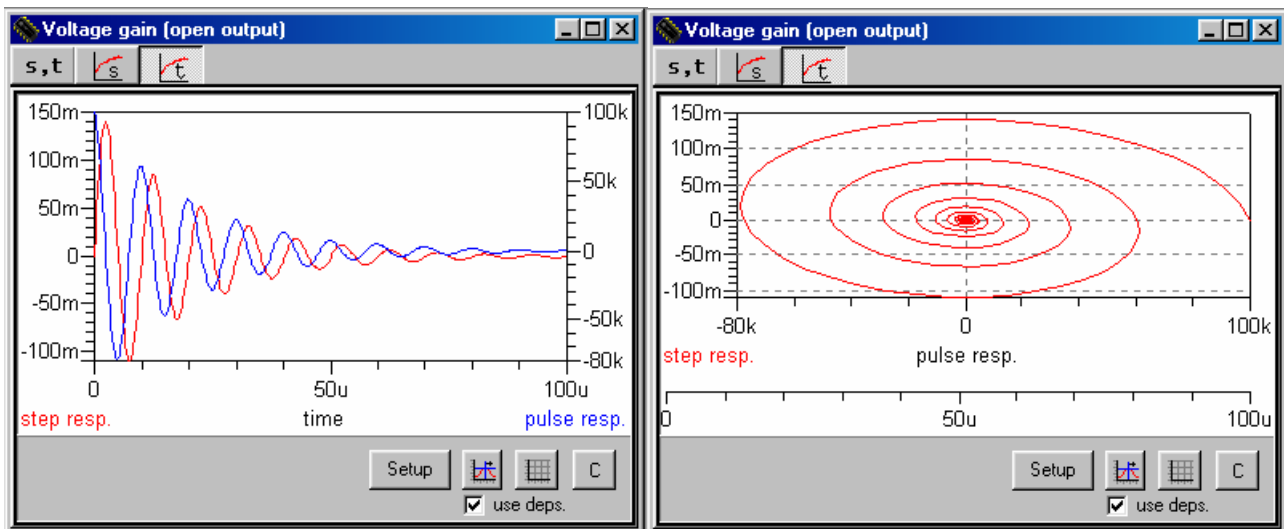 Voltage gain (open output)
s,t s t
150m
100m
50m
0
-50m
-100m
100k
50k
0
-50k
-80k
0 50u 100u
step resp. time pulse resp.
Setup C
use deps.
Voltage gain (open output)
s,t s t
150m
100m
50m
0
-50m
-100m
-80k 0 100k
step resp. pulse resp.
0 50u 100u
Setup C
use deps.